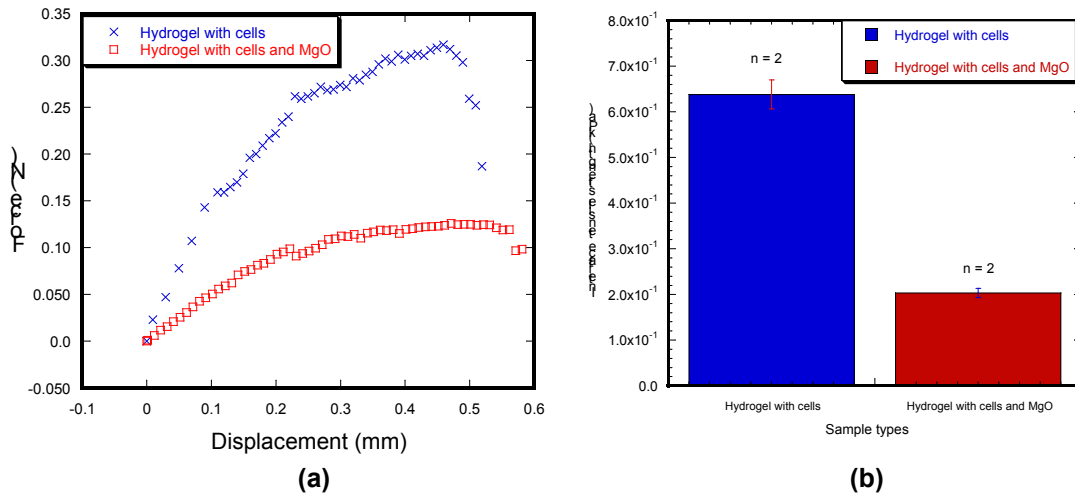 Hydrogel with cells
Hydrogel with cells and MgO
0.35
0.30
0.25
0.20
0.15
0.10
0.050
0.0
-0.050
Force (N)
-0.1 0 0.1 0.2 0.3 0.4 0.5 0.6
Displacement (mm)
(a)
Hydrogel with cells
Hydrogel with cells and MgO
8.0x10⁻¹
7.0x10⁻¹
6.0x10⁻¹
5.0x10⁻¹
4.0x10⁻¹
3.0x10⁻¹
2.0x10⁻¹
1.0x10⁻¹
0.0
n = 2
n = 2
Hydrogel with cells Hydrogel with cells and MgO
Sample types
(b)